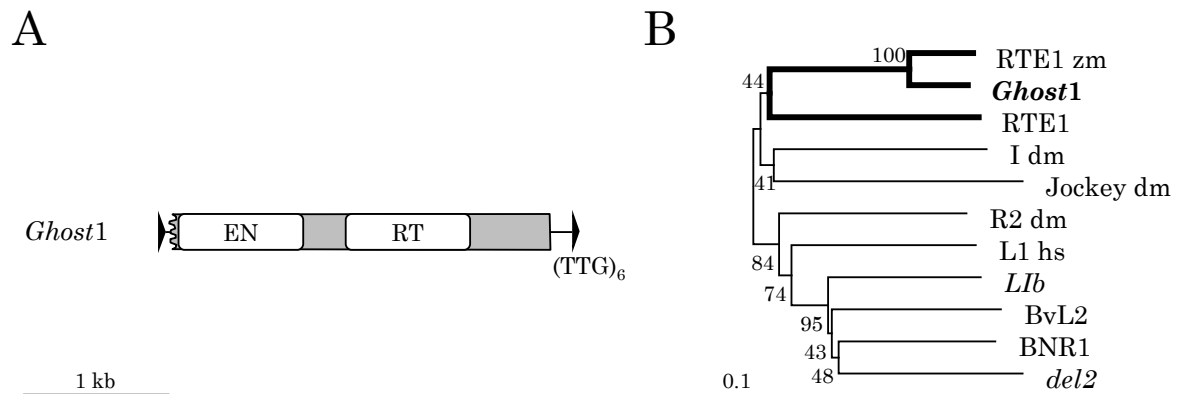 A
Ghost1
EN
RT
(TTG)6
1 kb
B
100
RTE1 zm
Ghost1
44
RTE1
I dm
41
Jockey dm
R2 dm
84
L1 hs
74
LIb
95
BvL2
43
BNR1
48
del2
0.1